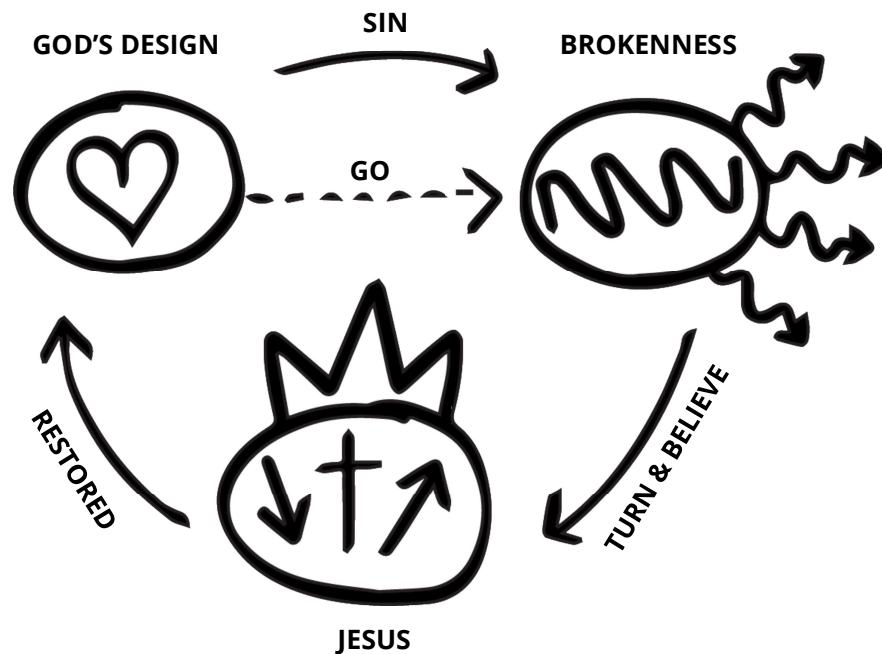 SIN
GOD’S DESIGN
BROKENNESS
GO
RESTORED
TURN & BELIEVE
JESUS